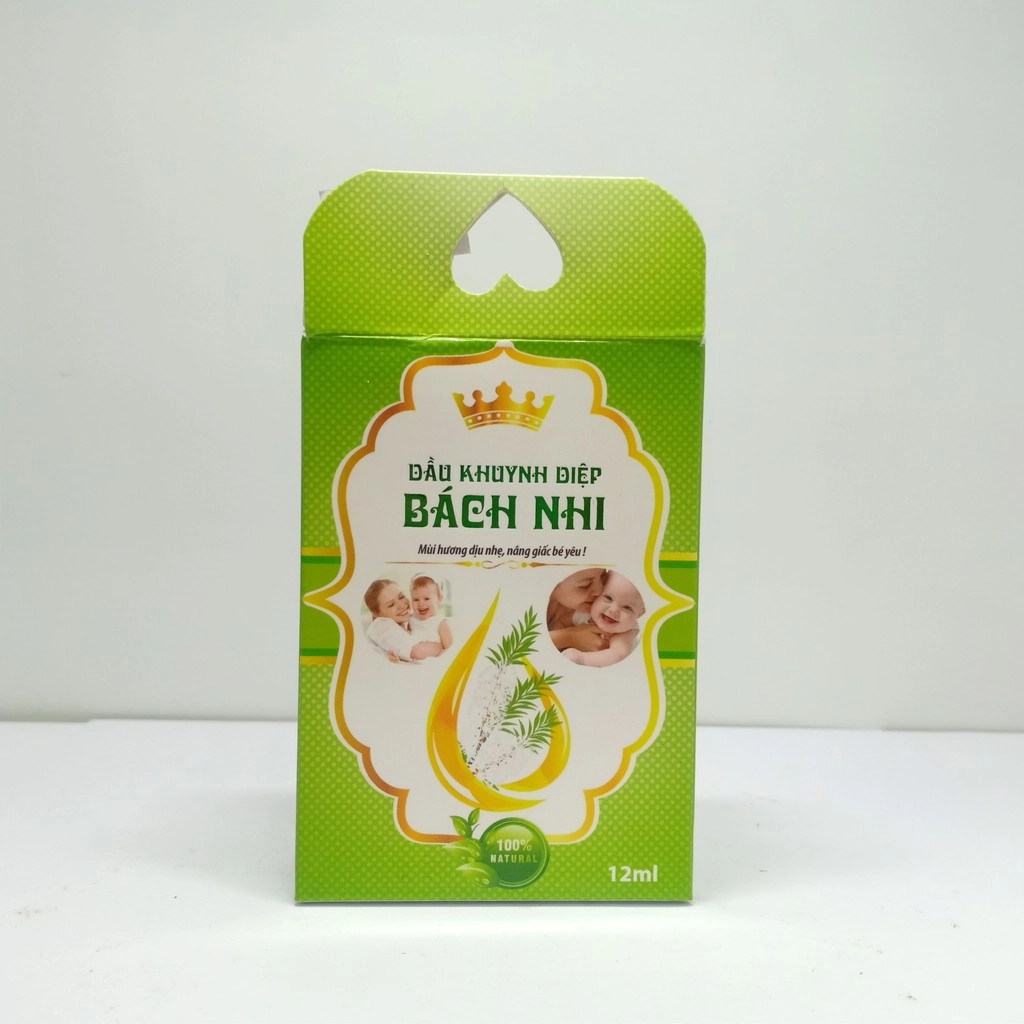 DẦU KHUYNH DIỆP
BÁCH NHI
Mùi hương dịu nhẹ, nâng giấc bé yêu !
100%
NATURAL
12ml